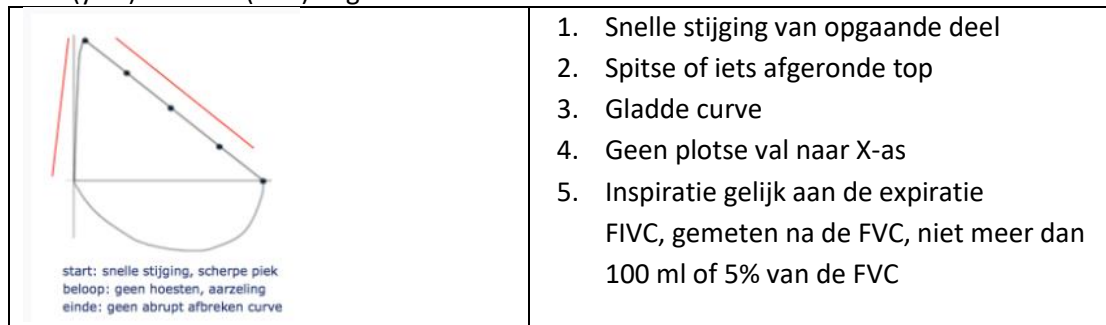 start: snelle stijging, scherpe piek
beloop: geen hoesten, aarzeling
einde: geen abrupt afbreken curve
1. Snelle stijging van opgaande deel
2. Spitse of iets afgeronde top
3. Gladde curve
4. Geen plotse val naar X-as
5. Inspiratie gelijk aan de expiratie
FIVC, gemeten na de FVC, niet meer dan
100 ml of 5% van de FVC